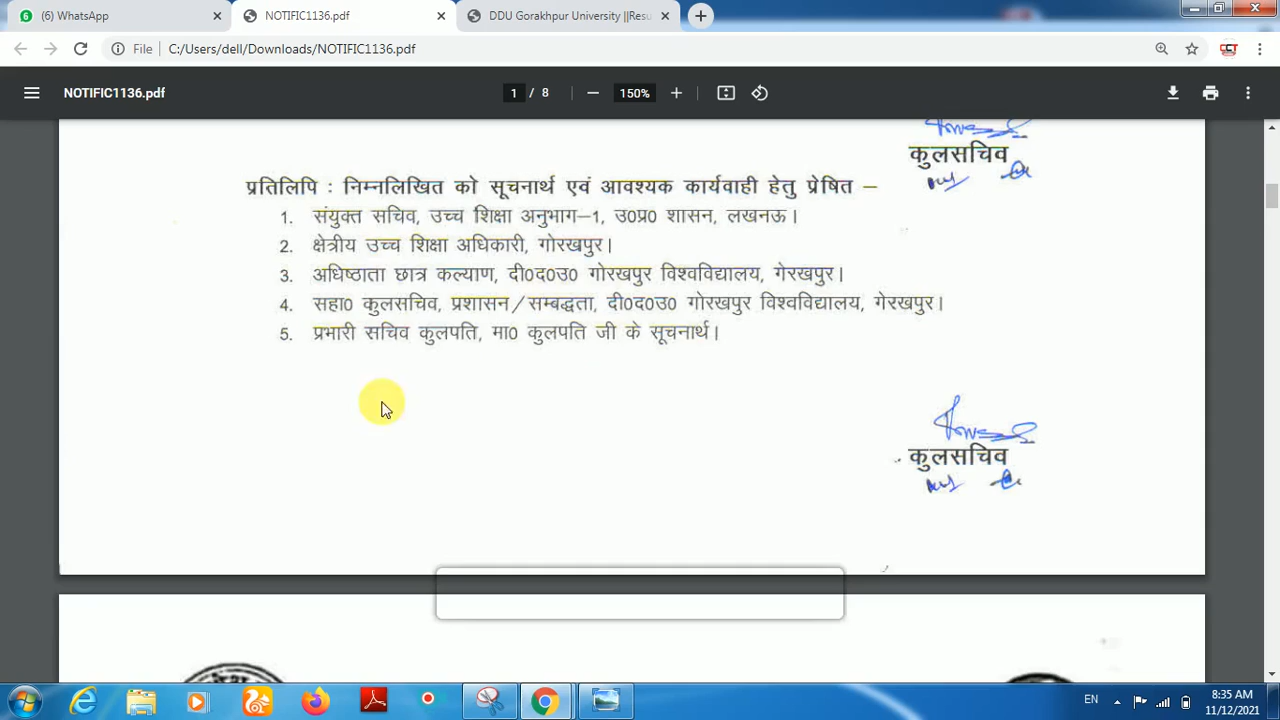 (6) WhatsApp
NOTIFIC1136.pdf
DDU Gorakhpur University ||Resu
File
C:/Users/dell/Downloads/NOTIFIC1136.pdf
CCT
NOTIFIC1136.pdf
1 / 8
150%
कुलसचिव
प्रतिलिपि : निम्नलिखित को सूचनार्थ एवं आवश्यक कार्यवाही हेतु प्रेषित –
1. संयुक्त सचिव, उच्च शिक्षा अनुभाग–1, उ0प्र0 शासन, लखनऊ।
2. क्षेत्रीय उच्च शिक्षा अधिकारी, गोरखपुर।
3. अधिष्ठाता छात्र कल्याण, दी0द0उ0 गोरखपुर विश्वविद्यालय, गेरखपुर।
4. सहा0 कुलसचिव, प्रशासन/सम्बद्धता, दी0द0उ0 गोरखपुर विश्वविद्यालय, गेरखपुर।
5. प्रभारी सचिव कुलपति, मा0 कुलपति जी के सूचनार्थ।
कुलसचिव
EN
8:35 AM
11/12/2021